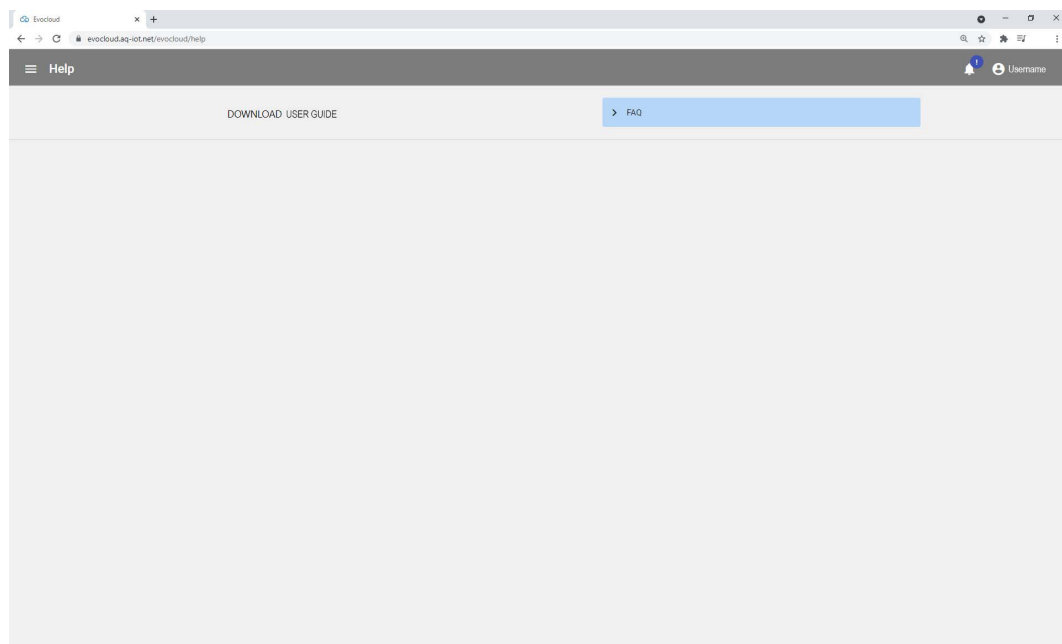 Evocloud
evocloud.aq-iot.net/evocloud/help
Help
!
Username
DOWNLOAD USER GUIDE
FAQ